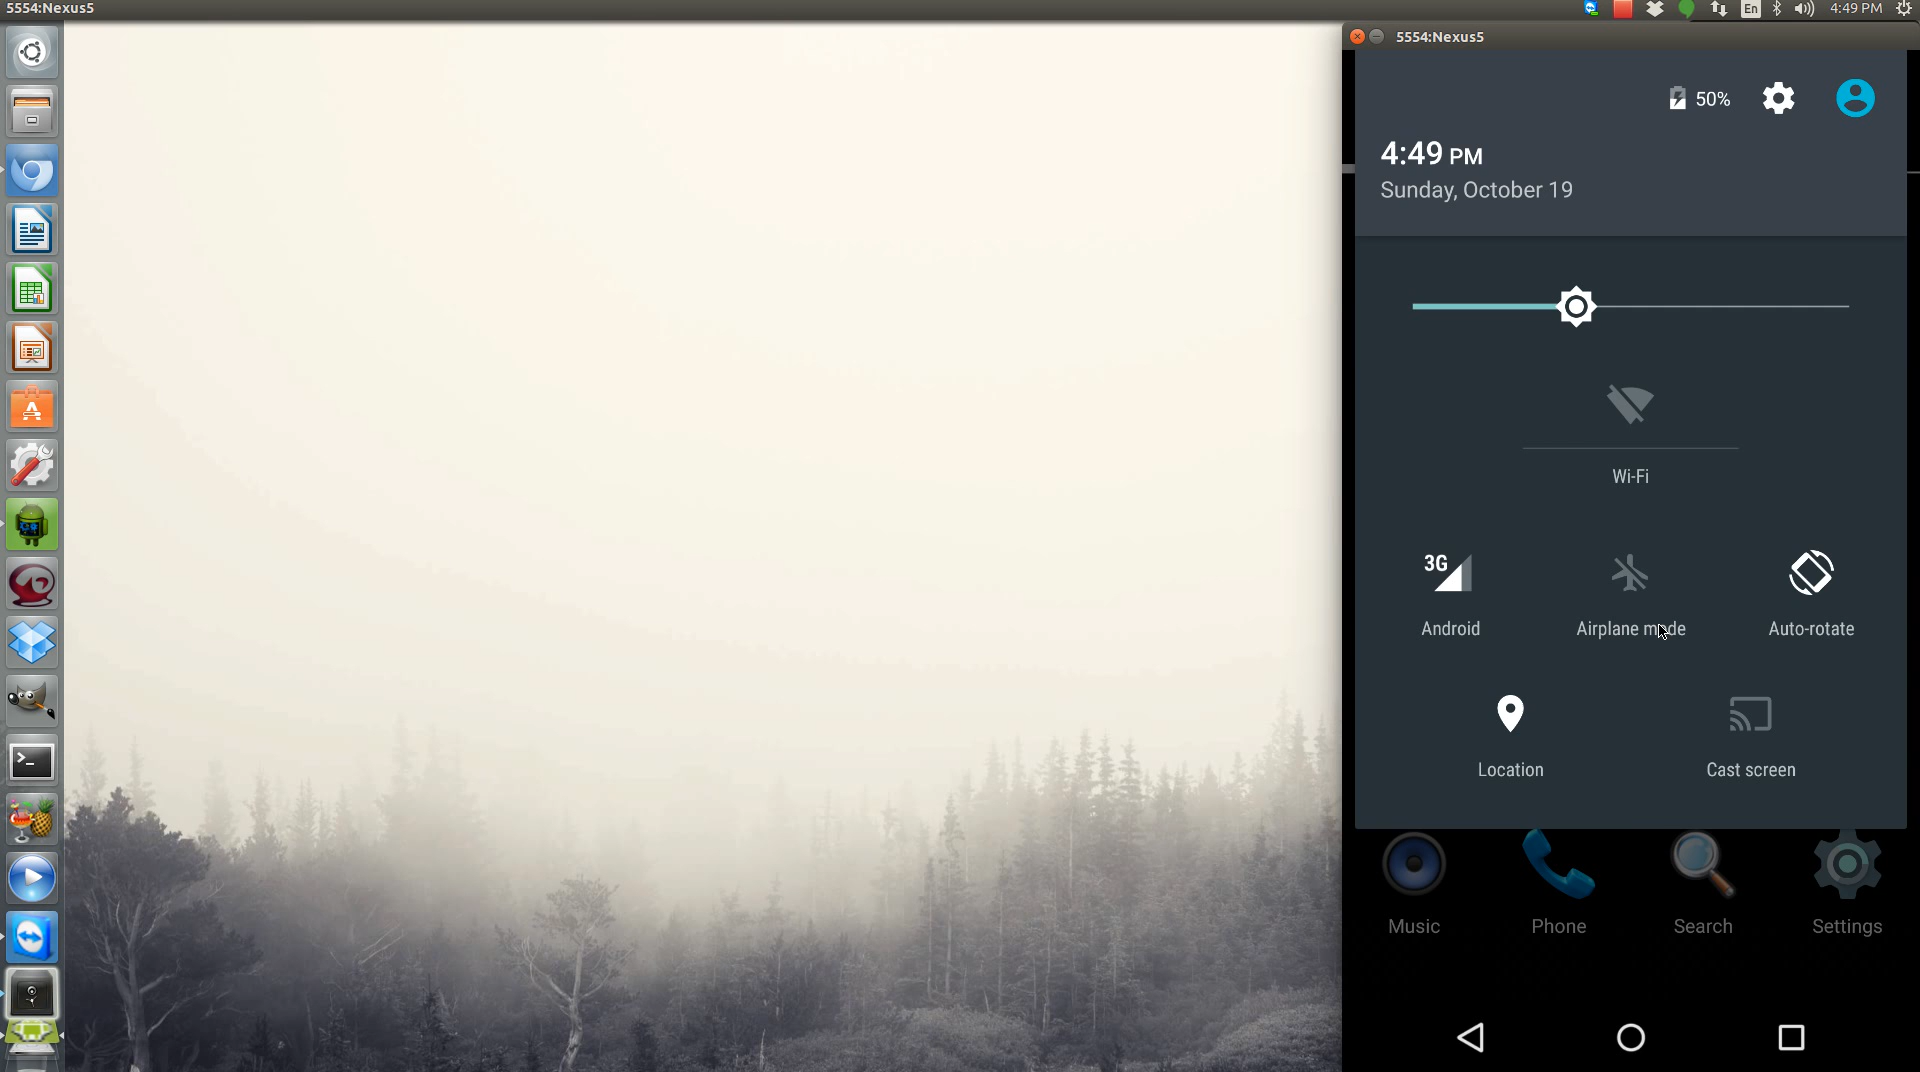 5554:Nexus5
En
4:49 PM
5554:Nexus5
50%
4:49 PM
Sunday, October 19
Wi-Fi
3G
Android
Airplane mode
Auto-rotate
Location
Cast screen
Music
Phone
Search
Settings